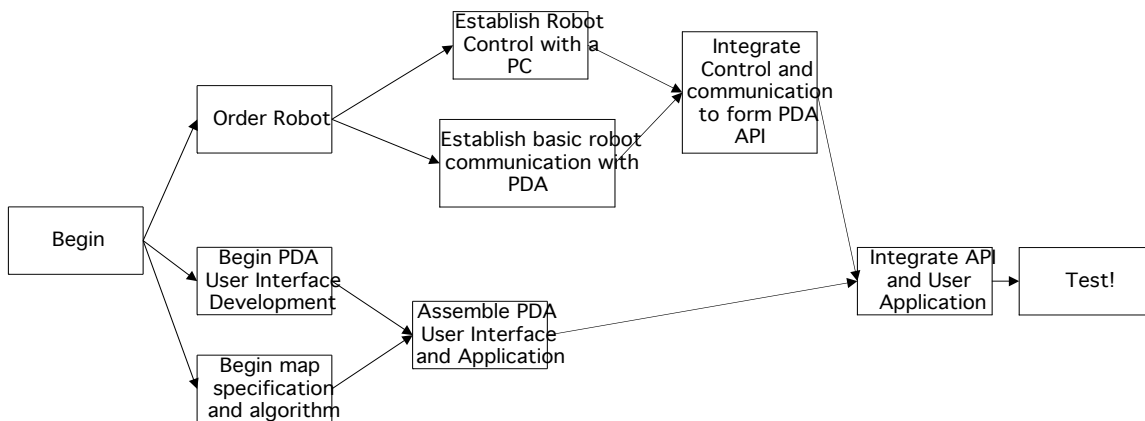 Establish Robot
Control with a
PC
Integrate
Control and
communication
to form PDA
API
Order Robot
Establish basic robot
communication with
PDA
Begin
Begin PDA
User Interface
Development
Integrate API
and User
Application
Test!
Assemble PDA
User Interface
and Application
Begin map
specification
and algorithm